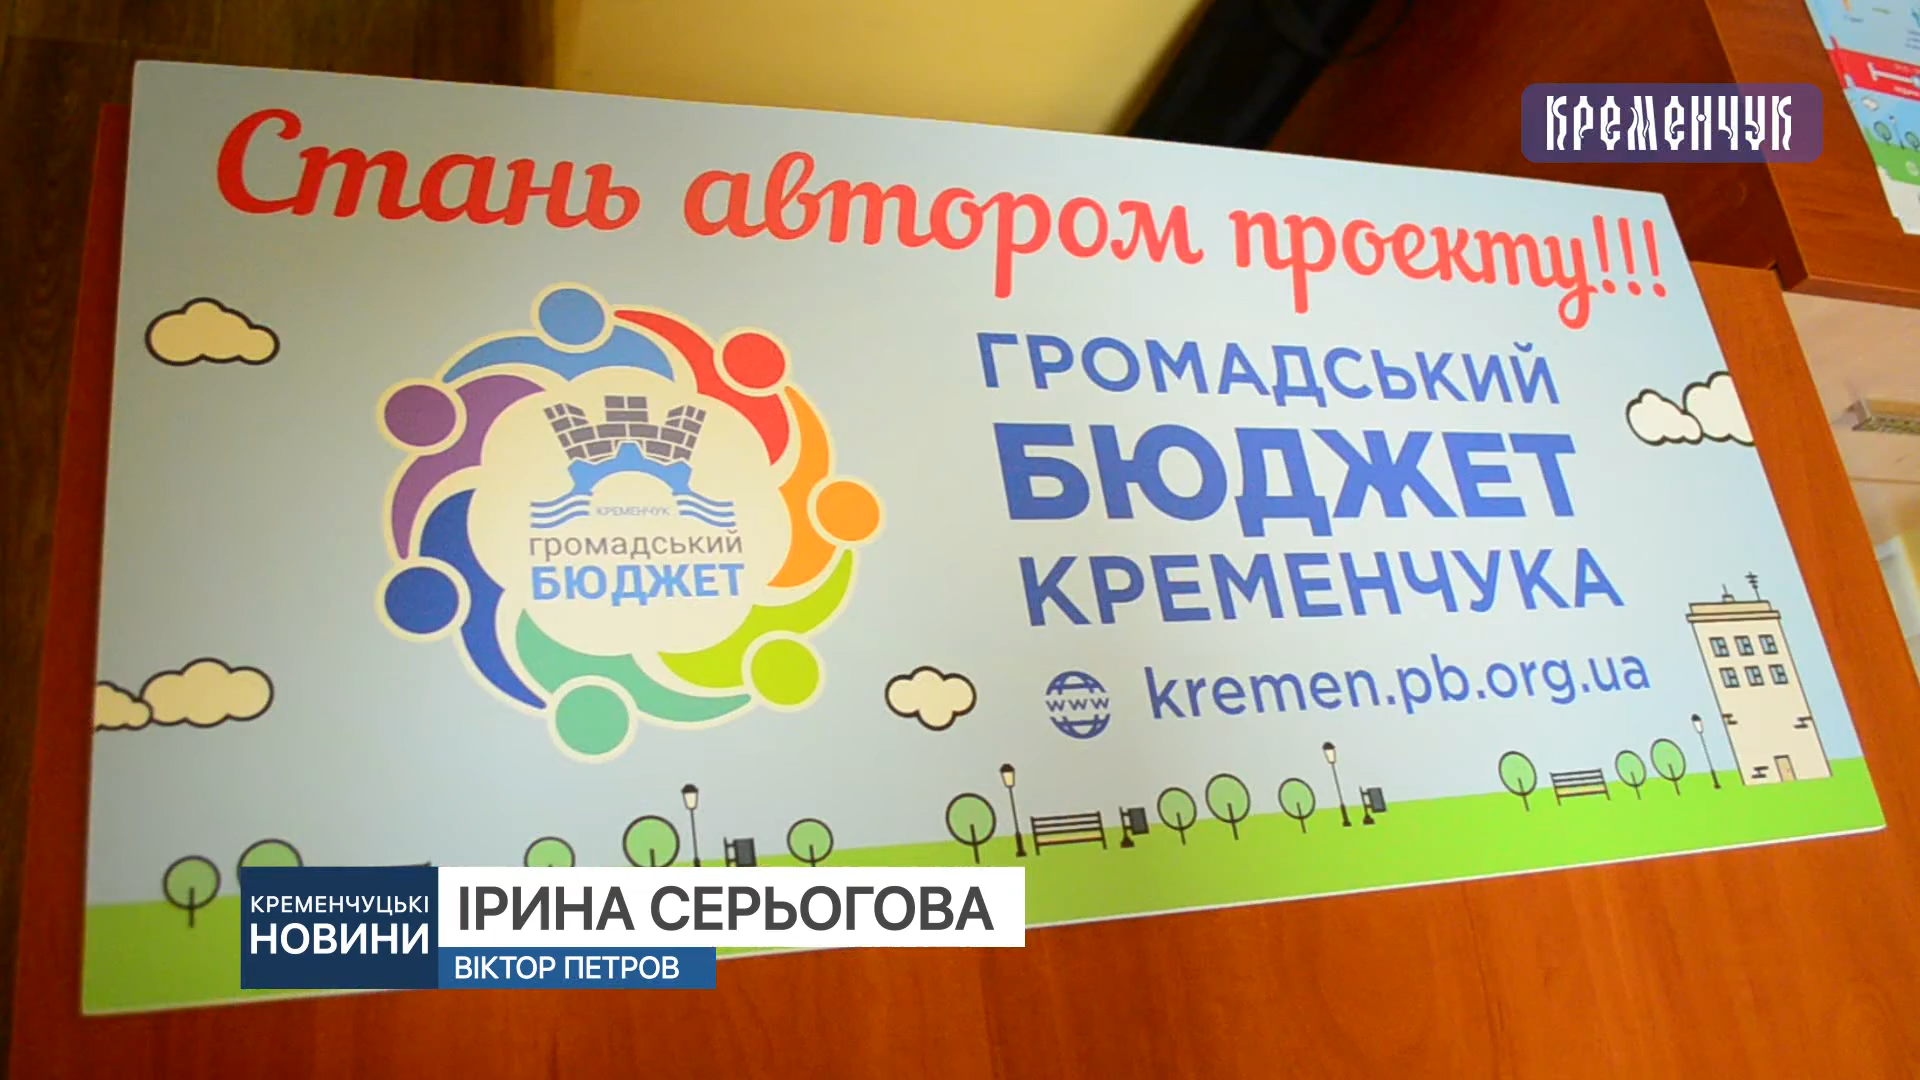 КРЕМЕНЧУК
Стань автором проекту!!!
КРЕМЕНЧУК
громадський
БЮДЖЕТ
ГРОМАДСЬКИЙ
БЮДЖЕТ
КРЕМЕНЧУКА
www
kremen.pb.org.ua
КРЕМЕНЧУЦЬКІ
НОВИНИ
ІРИНА СЕРЬОГОВА
ВІКТОР ПЕТРОВ